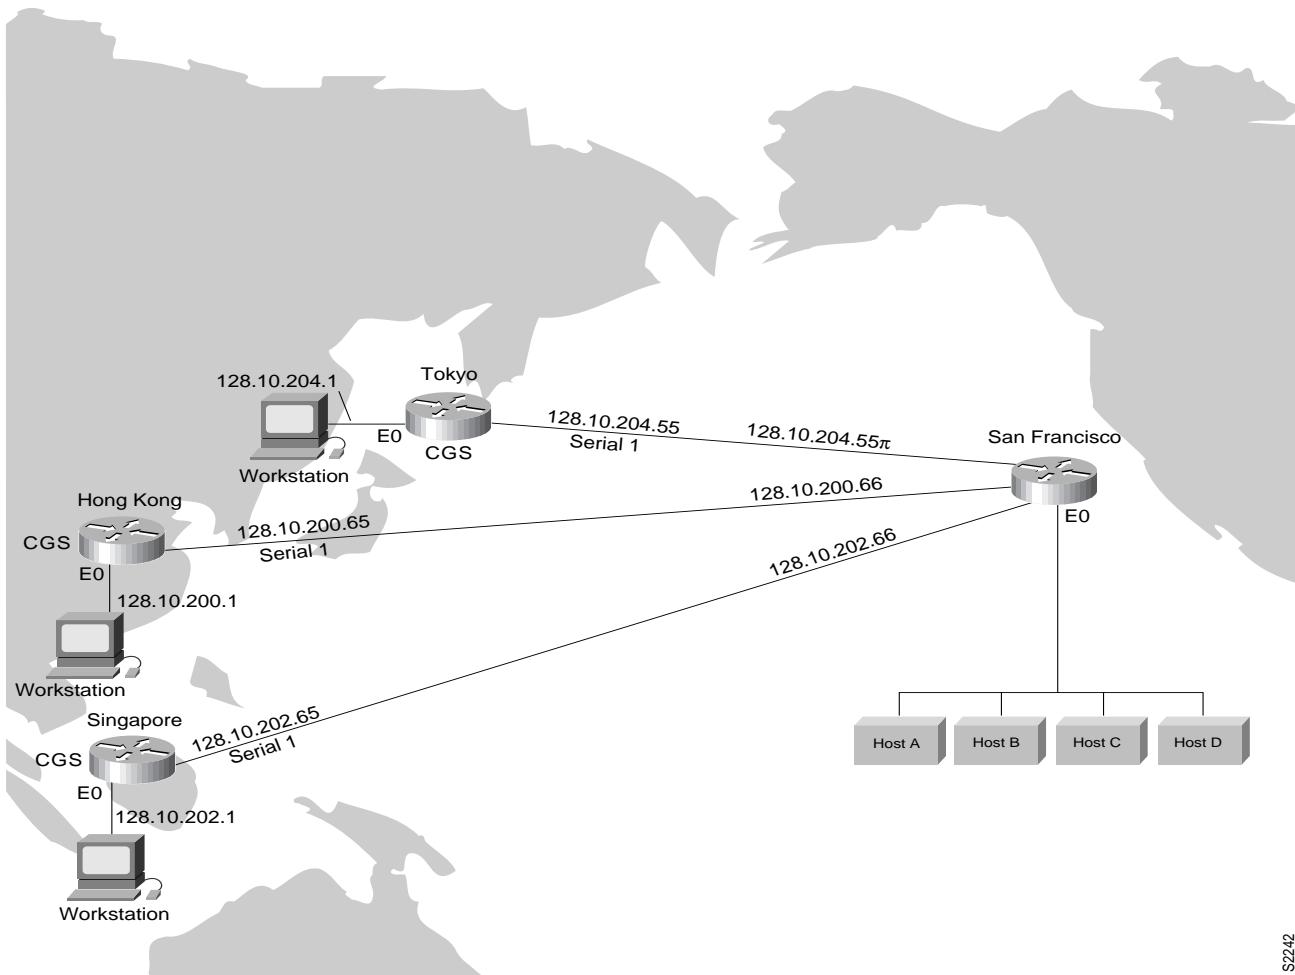 Tokyo
128.10.204.1
E0
CGS
Workstation
128.10.204.55
Serial 1
128.10.204.55π
San Francisco
E0
Hong Kong
CGS
E0
128.10.200.65
Serial 1
128.10.200.66
128.10.200.1
Workstation
128.10.202.66
Singapore
CGS
E0
128.10.202.65
Serial 1
128.10.202.1
Workstation
Host A
Host B
Host C
Host D
S2242